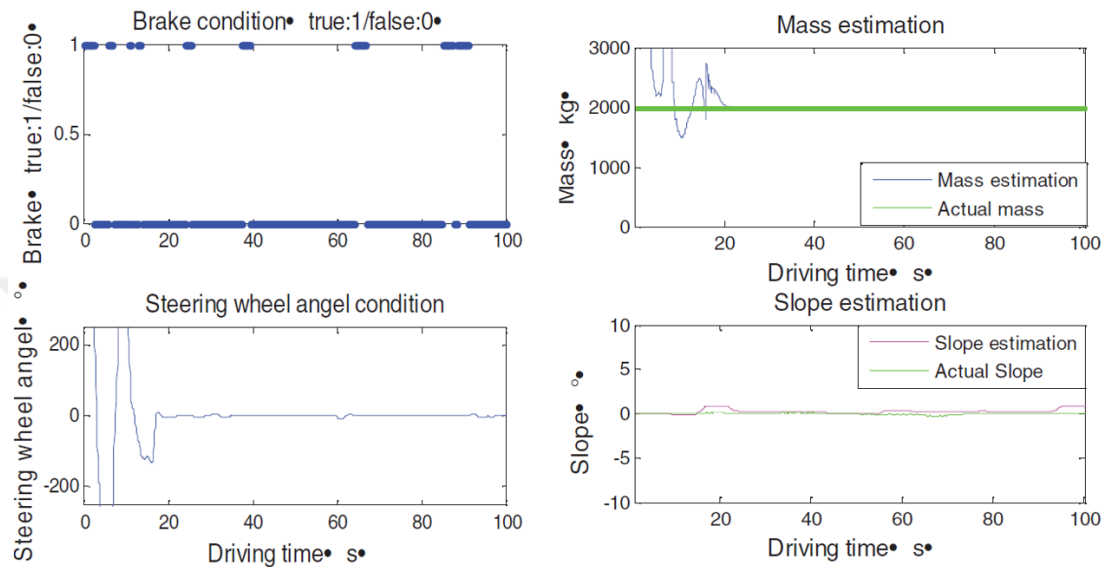 Brake condition• true:1/false:0•
Brake• true:1/false:0•
1
0.5
0
0 20 40 60 80 100
Mass estimation
Mass• kg•
3000
2000
1000
0
Mass estimation
Actual mass
20 40 60 80 100
Driving time• s•
Steering wheel angel condition
Steering wheel angel• °•
200
0
-200
0 20 40 60 80 100
Driving time• s•
Slope estimation
Slope• °•
10
5
0
-5
-10
Slope estimation
Actual Slope
20 40 60 80 100
Driving time• s•